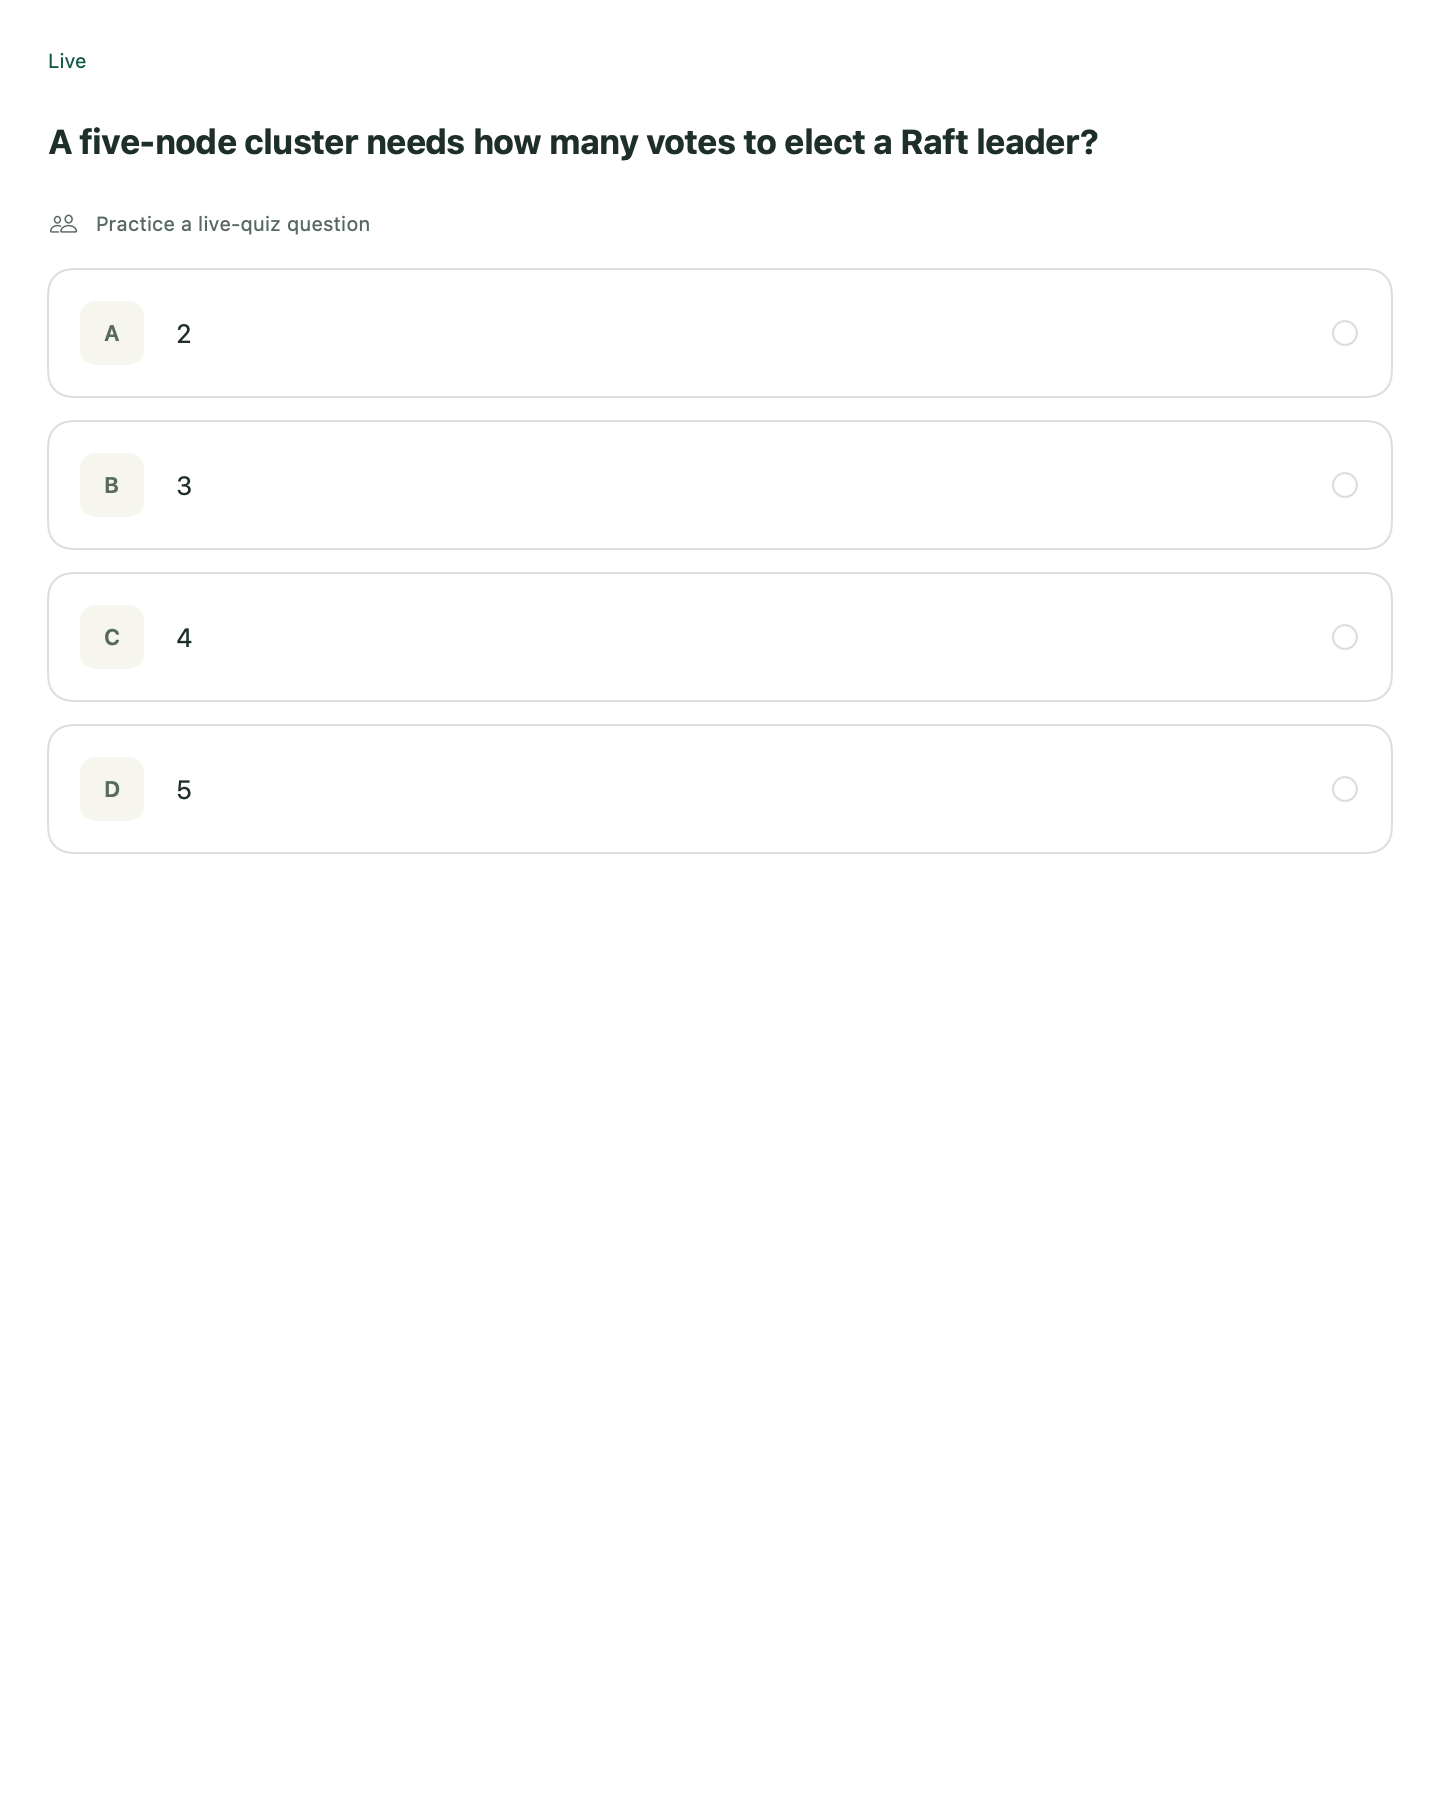 Live
A five-node cluster needs how many votes to elect a Raft leader?
Practice a live-quiz question
A 2
B 3
C 4
D 5